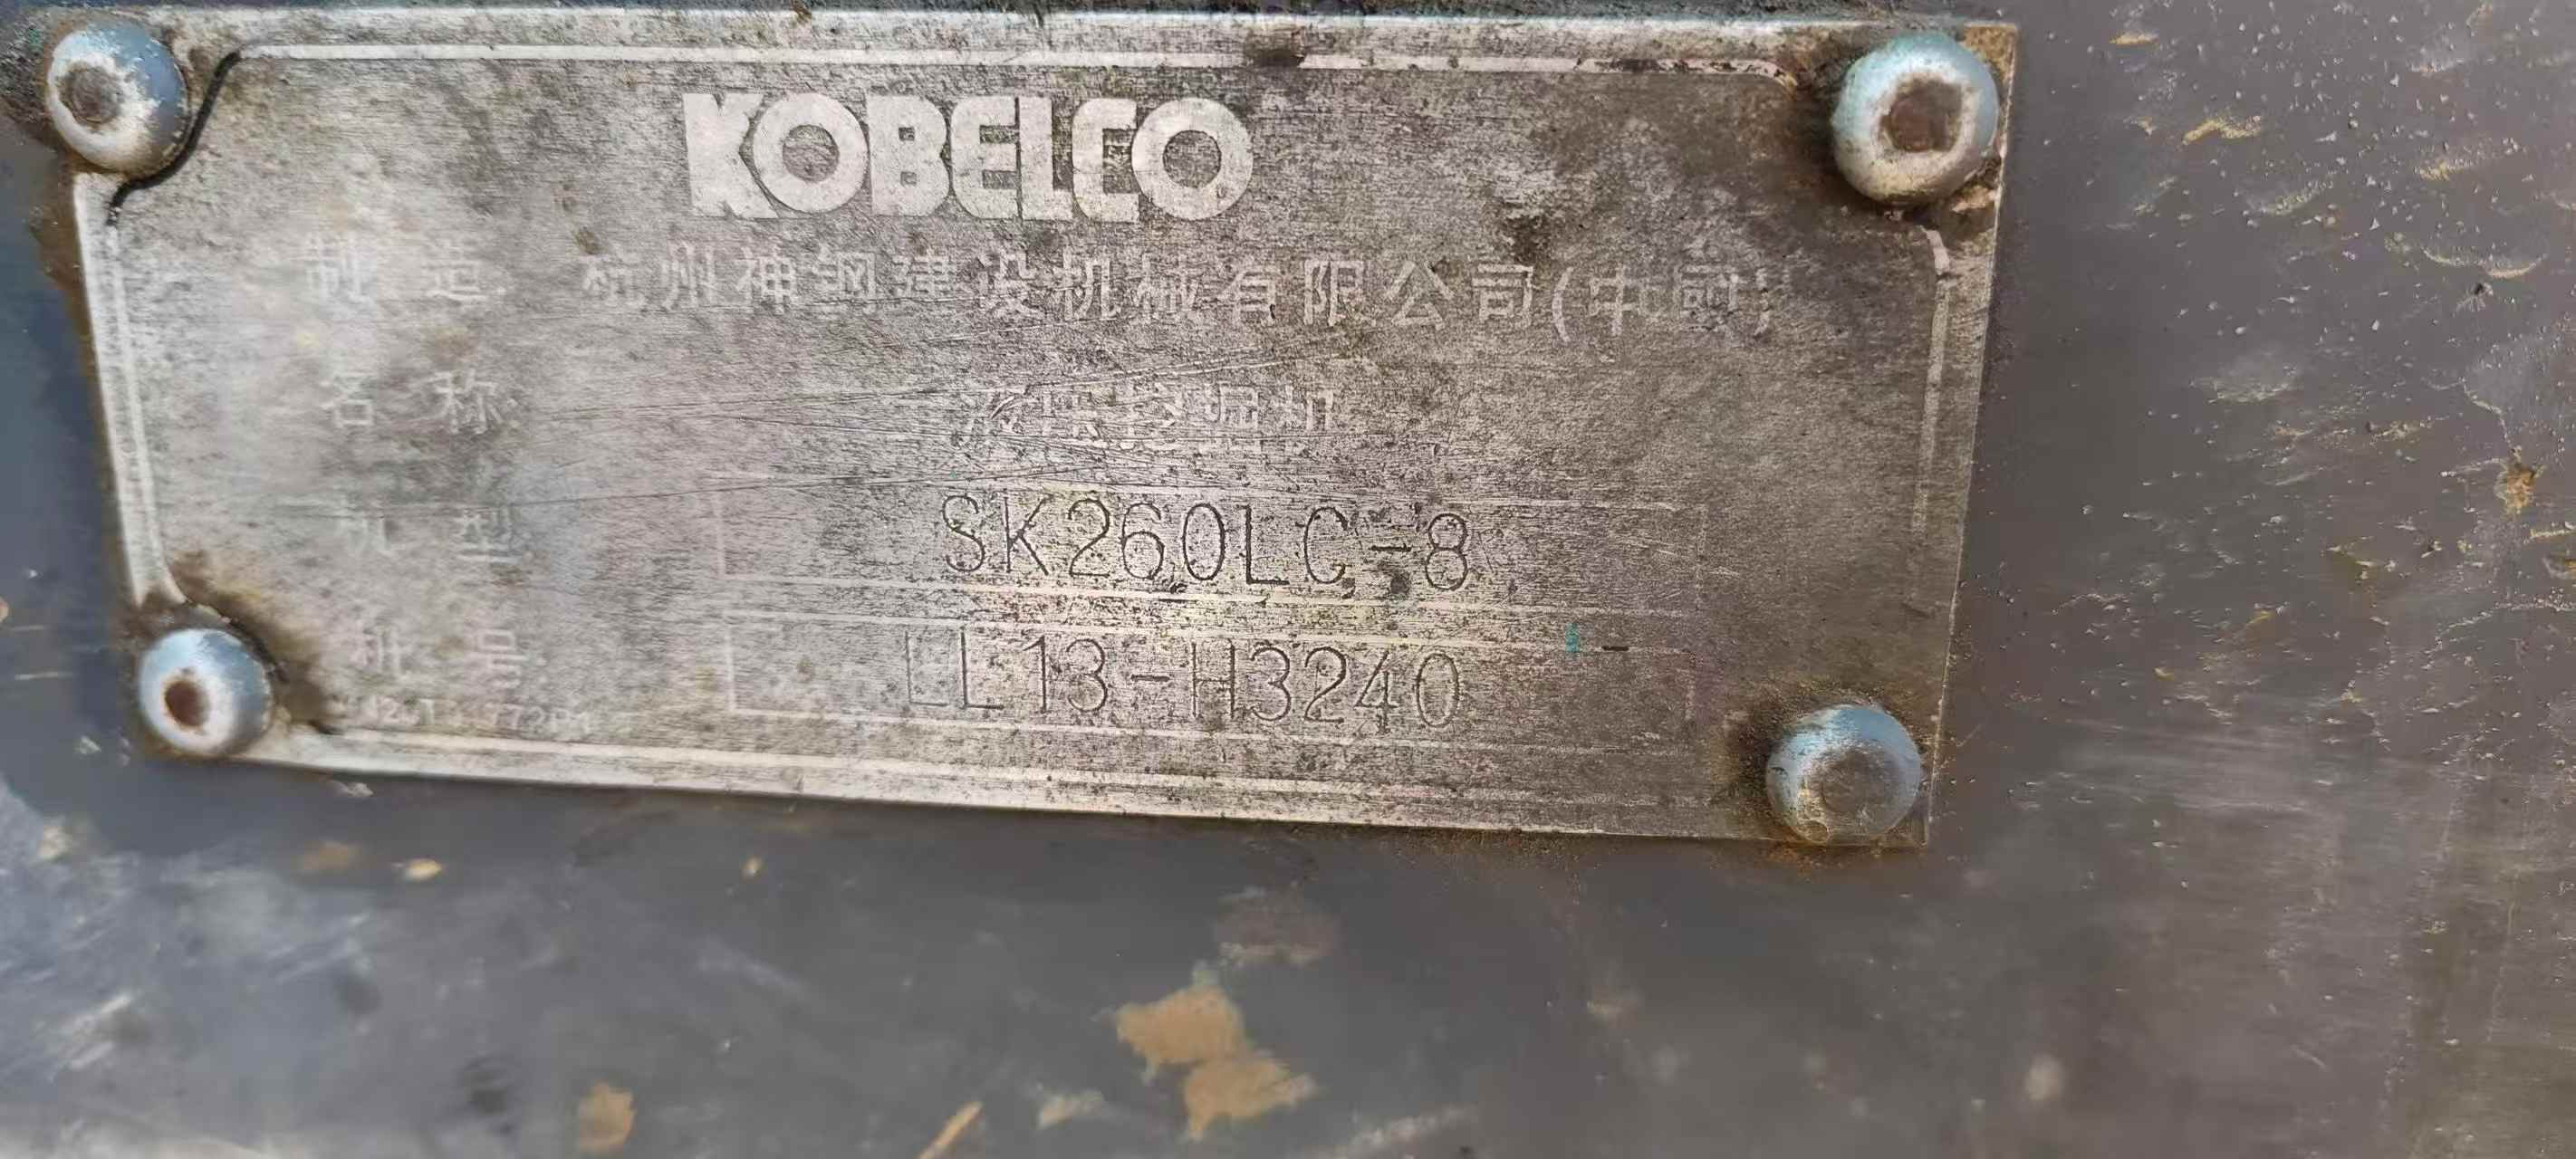 KOBELCO
制 造 杭州神钢建设机械有限公司(中国)
名 称 液压挖掘机
机 型 SK260LC-8
机 号 LL13-H3240